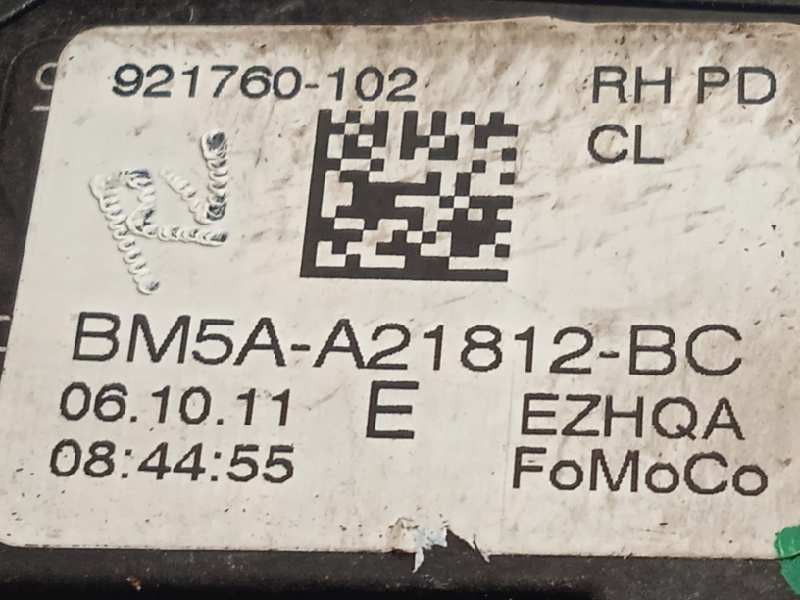 921760-102 RH PD
CL
BM5A-A21812-BC
06.10.11 E EZHQA
08:44:55 FoMoCo